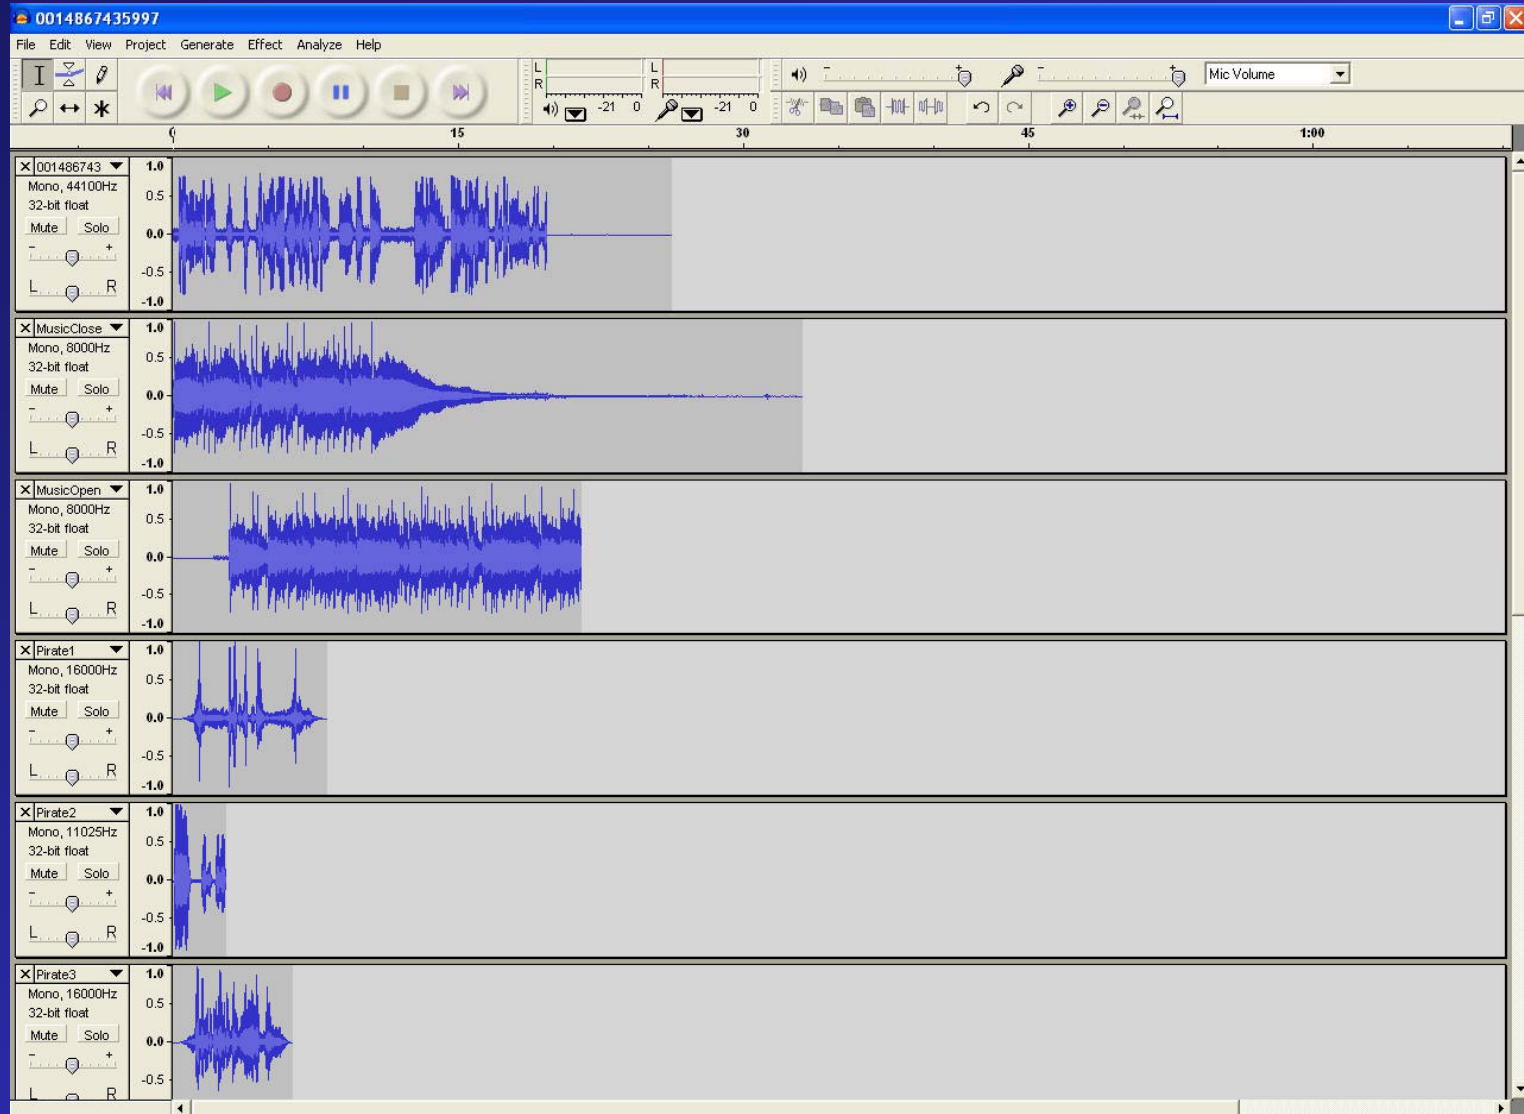 0014867435997
File Edit View Project Generate Effect Analyze Help
L L
R R
-21 0 -21 0
Mic Volume
0 15 30 45 1:00
001486743
Mono, 44100Hz
32-bit float
Mute Solo
- +
L R
1.0
0.5
0.0
-0.5
-1.0
MusicClose
Mono, 8000Hz
32-bit float
Mute Solo
- +
L R
1.0
0.5
0.0
-0.5
-1.0
MusicOpen
Mono, 8000Hz
32-bit float
Mute Solo
- +
L R
1.0
0.5
0.0
-0.5
-1.0
Pirate1
Mono, 16000Hz
32-bit float
Mute Solo
- +
L R
1.0
0.5
0.0
-0.5
-1.0
Pirate2
Mono, 11025Hz
32-bit float
Mute Solo
- +
L R
1.0
0.5
0.0
-0.5
-1.0
Pirate3
Mono, 16000Hz
32-bit float
Mute Solo
- +
L R
1.0
0.5
0.0
-0.5